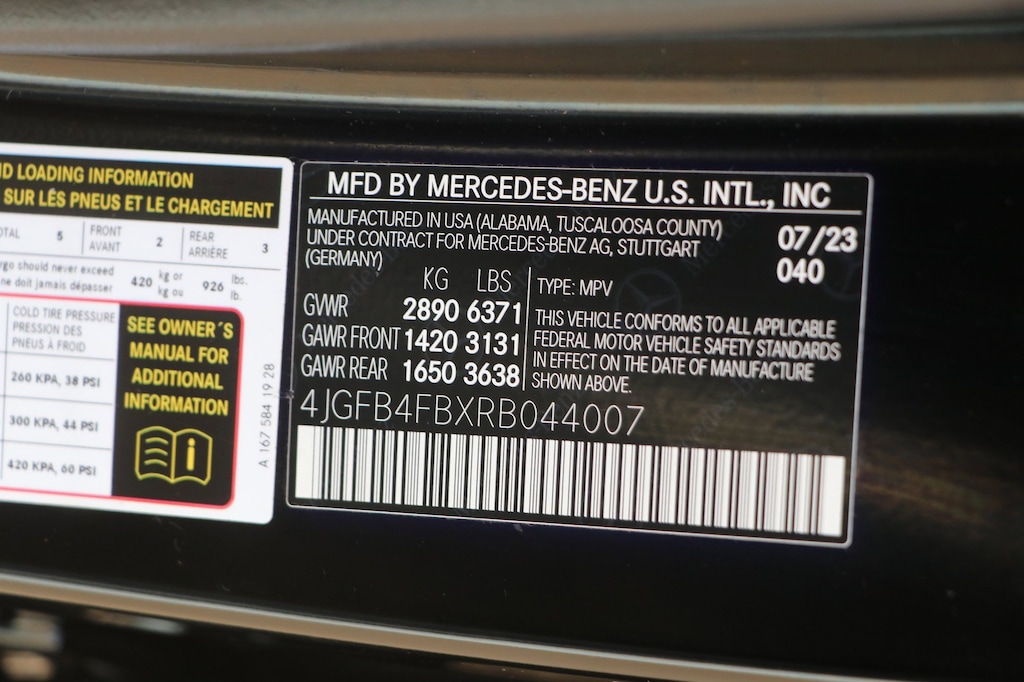 ND LOADING INFORMATION
SUR LES PNEUS ET LE CHARGEMENT
5
FRONT
AVANT
2
REAR
ARRIÈRE
3
should never exceed
ne doit jamais dépasser
420
kg or
kg ou
926
lbs.
lb.
COLD TIRE PRESSURE
PRESSION DES
PNEUS À FROID
260 KPA, 38 PSI
300 KPA, 44 PSI
420 KPA, 60 PSI
SEE OWNER´S
MANUAL FOR
ADDITIONAL
INFORMATION
A 167 584 19 28
MFD BY MERCEDES-BENZ U.S. INTL., INC
MANUFACTURED IN USA (ALABAMA, TUSCALOOSA COUNTY)
UNDER CONTRACT FOR MERCEDES-BENZ AG, STUTTGART
(GERMANY)
07/23
040
KG LBS
GVWR 2890 6371
GAWR FRONT 1420 3131
GAWR REAR 1650 3638
TYPE: MPV
THIS VEHICLE CONFORMS TO ALL APPLICABLE
FEDERAL MOTOR VEHICLE SAFETY STANDARDS
IN EFFECT ON THE DATE OF MANUFACTURE
SHOWN ABOVE.
4JGFB4FBXRB044007